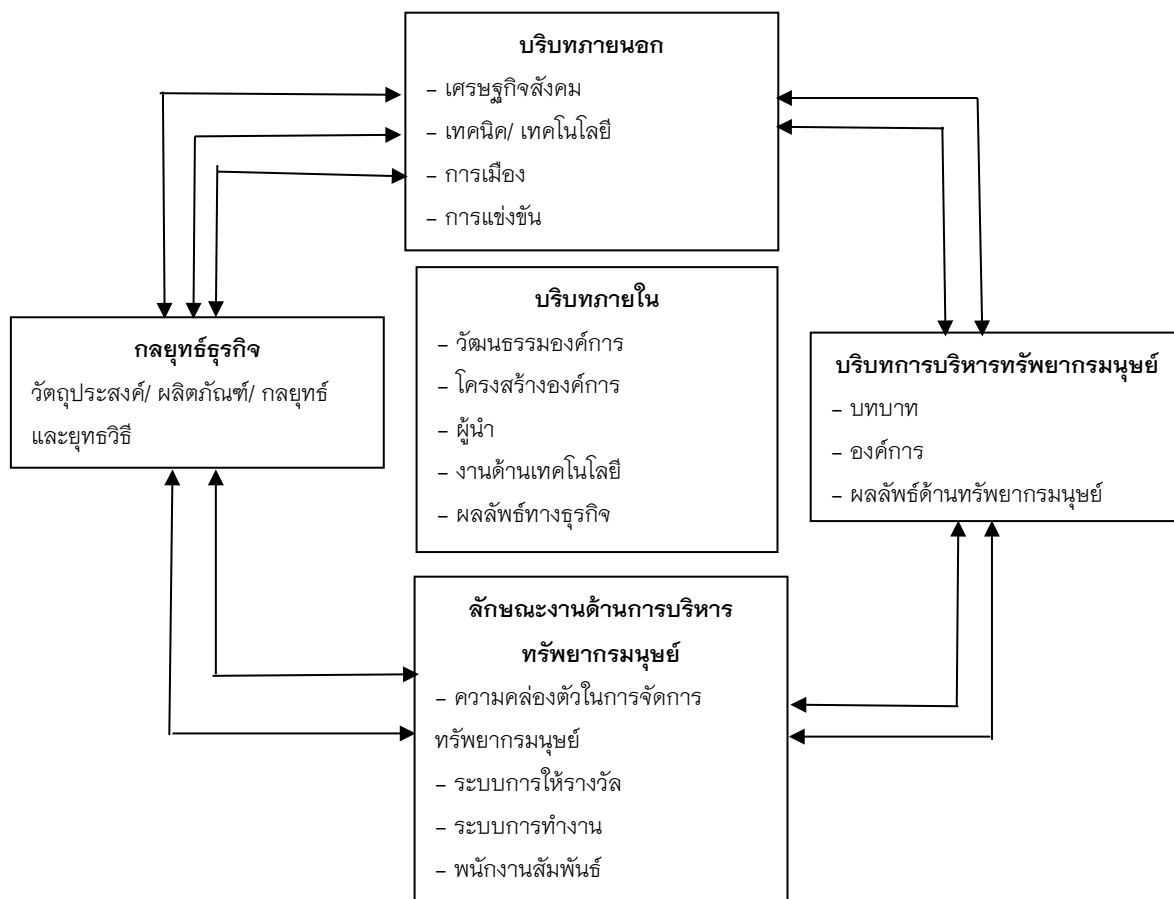 บริบทภายนอก
– เศรษฐกิจสังคม
– เทคนิค/ เทคโนโลยี
– การเมือง
– การแข่งขัน
บริบทภายใน
– วัฒนธรรมองค์การ
– โครงสร้างองค์การ
– ผู้นำ
– งานด้านเทคโนโลยี
– ผลลัพธ์ทางธุรกิจ
กลยุทธ์ธุรกิจ
วัตถุประสงค์/ ผลิตภัณฑ์/ กลยุทธ์
และยุทธวิธี
บริบทการบริหารทรัพยากรมนุษย์
– บทบาท
– องค์การ
– ผลลัพธ์ด้านทรัพยากรมนุษย์
ลักษณะงานด้านการบริหาร
ทรัพยากรมนุษย์
– ความคล่องตัวในการจัดการ
ทรัพยากรมนุษย์
– ระบบการให้รางวัล
– ระบบการทำงาน
– พนักงานสัมพันธ์